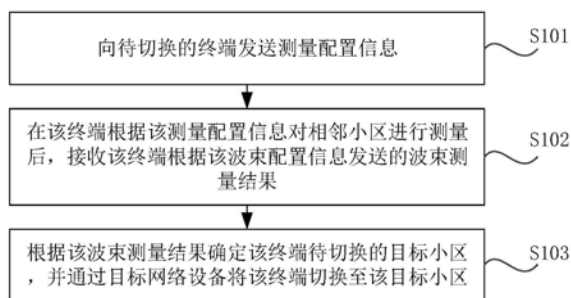 向待切换的终端发送测量配置信息
S101
在该终端根据该测量配置信息对相邻小区进行测量
后，接收该终端根据该波束配置信息发送的波束测
量结果
S102
根据该波束测量结果确定该终端待切换的目标小区
，并通过目标网络设备将该终端切换至该目标小区
S103